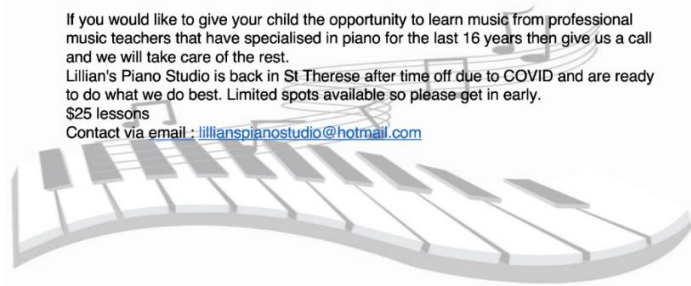 If you would like to give your child the opportunity to learn music from professional
music teachers that have specialised in piano for the last 16 years then give us a call
and we will take care of the rest.
Lillian's Piano Studio is back in St Therese after time off due to COVID and are ready
to do what we do best. Limited spots available so please get in early.
$25 lessons
Contact via email : lillianspianostudio@hotmail.com